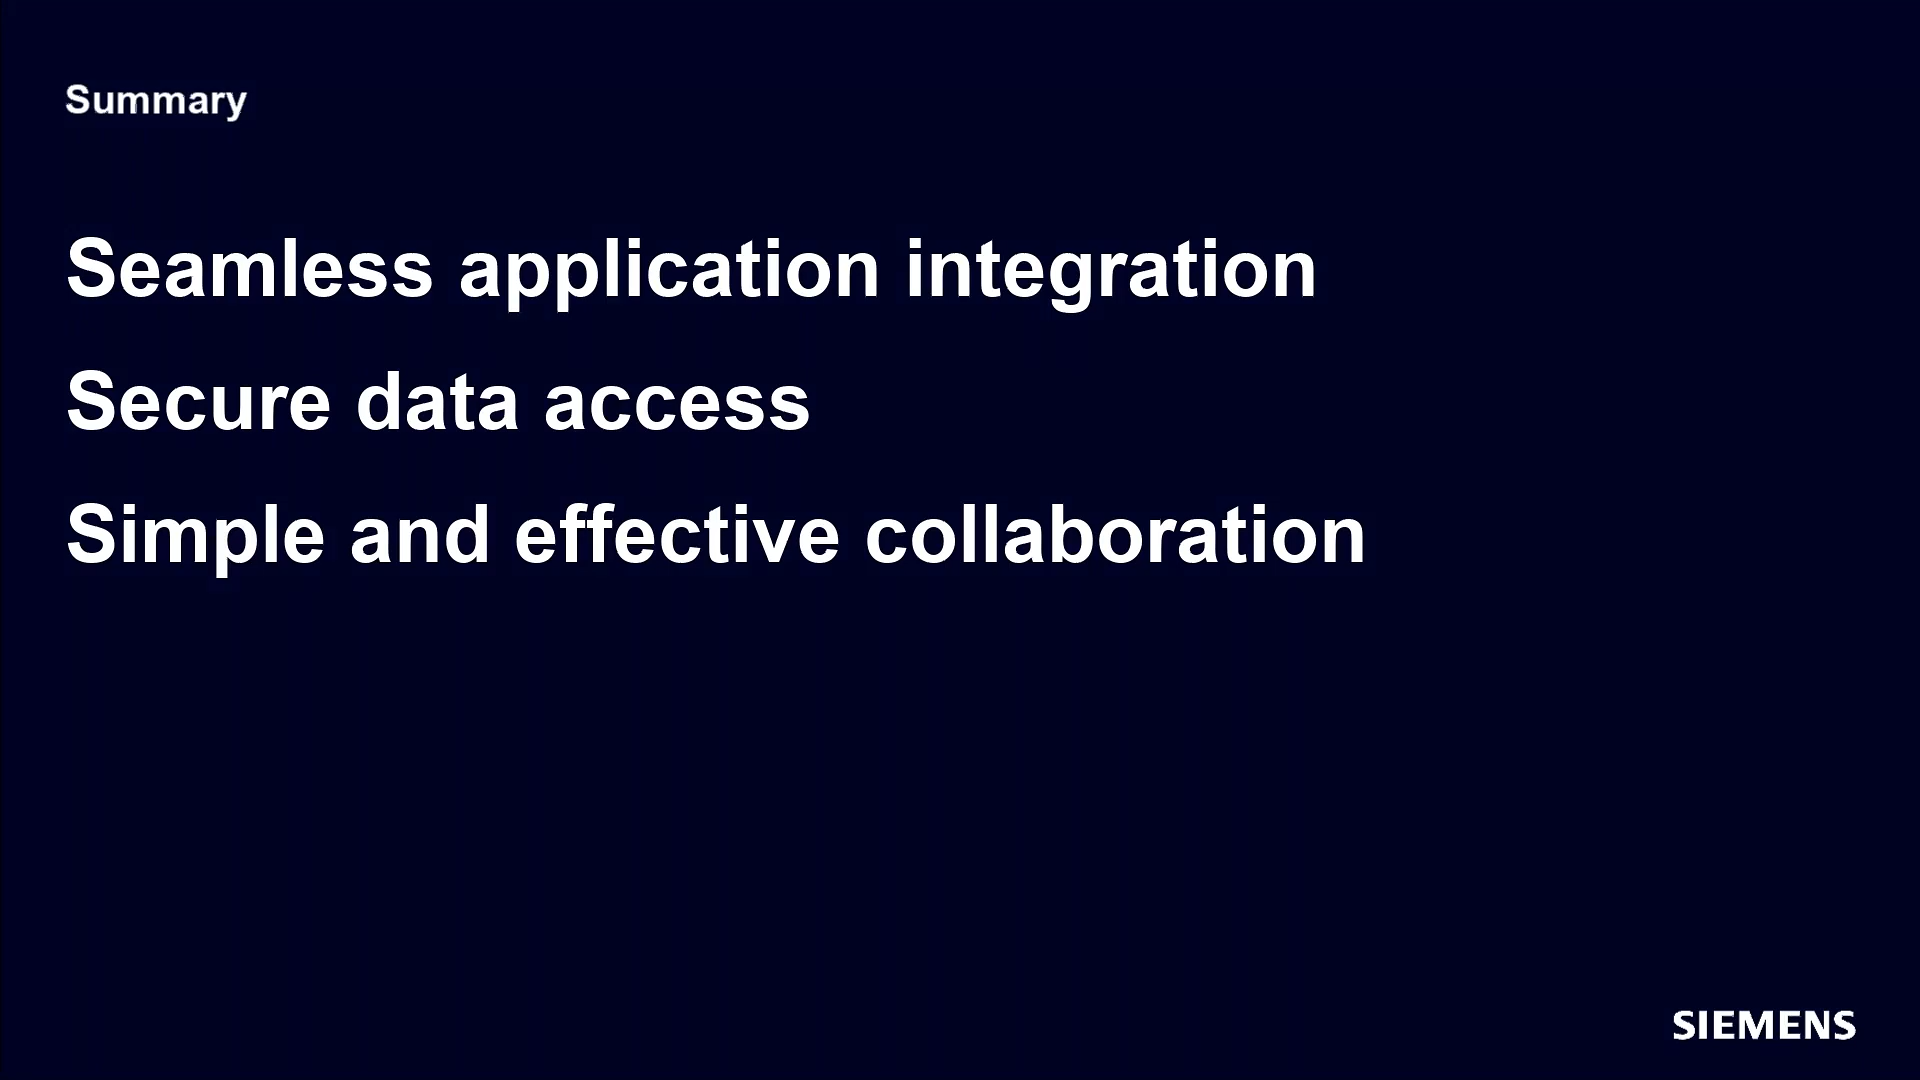 Summary
Seamless application integration
Secure data access
Simple and effective collaboration
SIEMENS